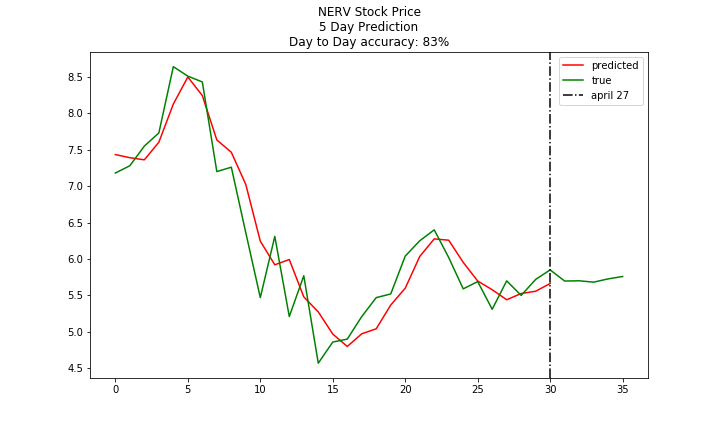 NERV Stock Price
5 Day Prediction
Day to Day accuracy: 83%
predicted
true
april 27
8.5
8.0
7.5
7.0
6.5
6.0
5.5
5.0
4.5
0 5 10 15 20 25 30 35